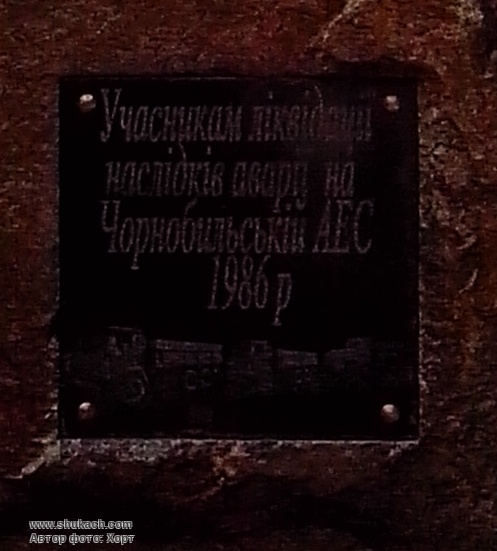 Учасникам ліквідації
наслідків аварії на
Чорнобильській АЕС
1986 р
www.shukach.com
Автор фото: Хорт